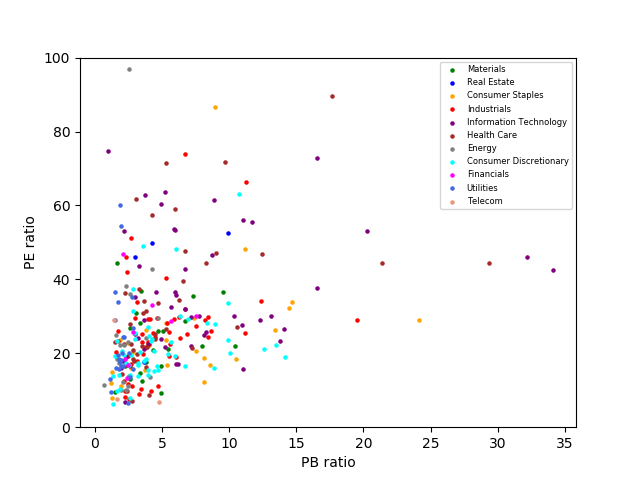 100
80
60
40
20
0
PE ratio
0 5 10 15 20 25 30 35
PB ratio
Materials
Real Estate
Consumer Staples
Industrials
Information Technology
Health Care
Energy
Consumer Discretionary
Financials
Utilities
Telecom